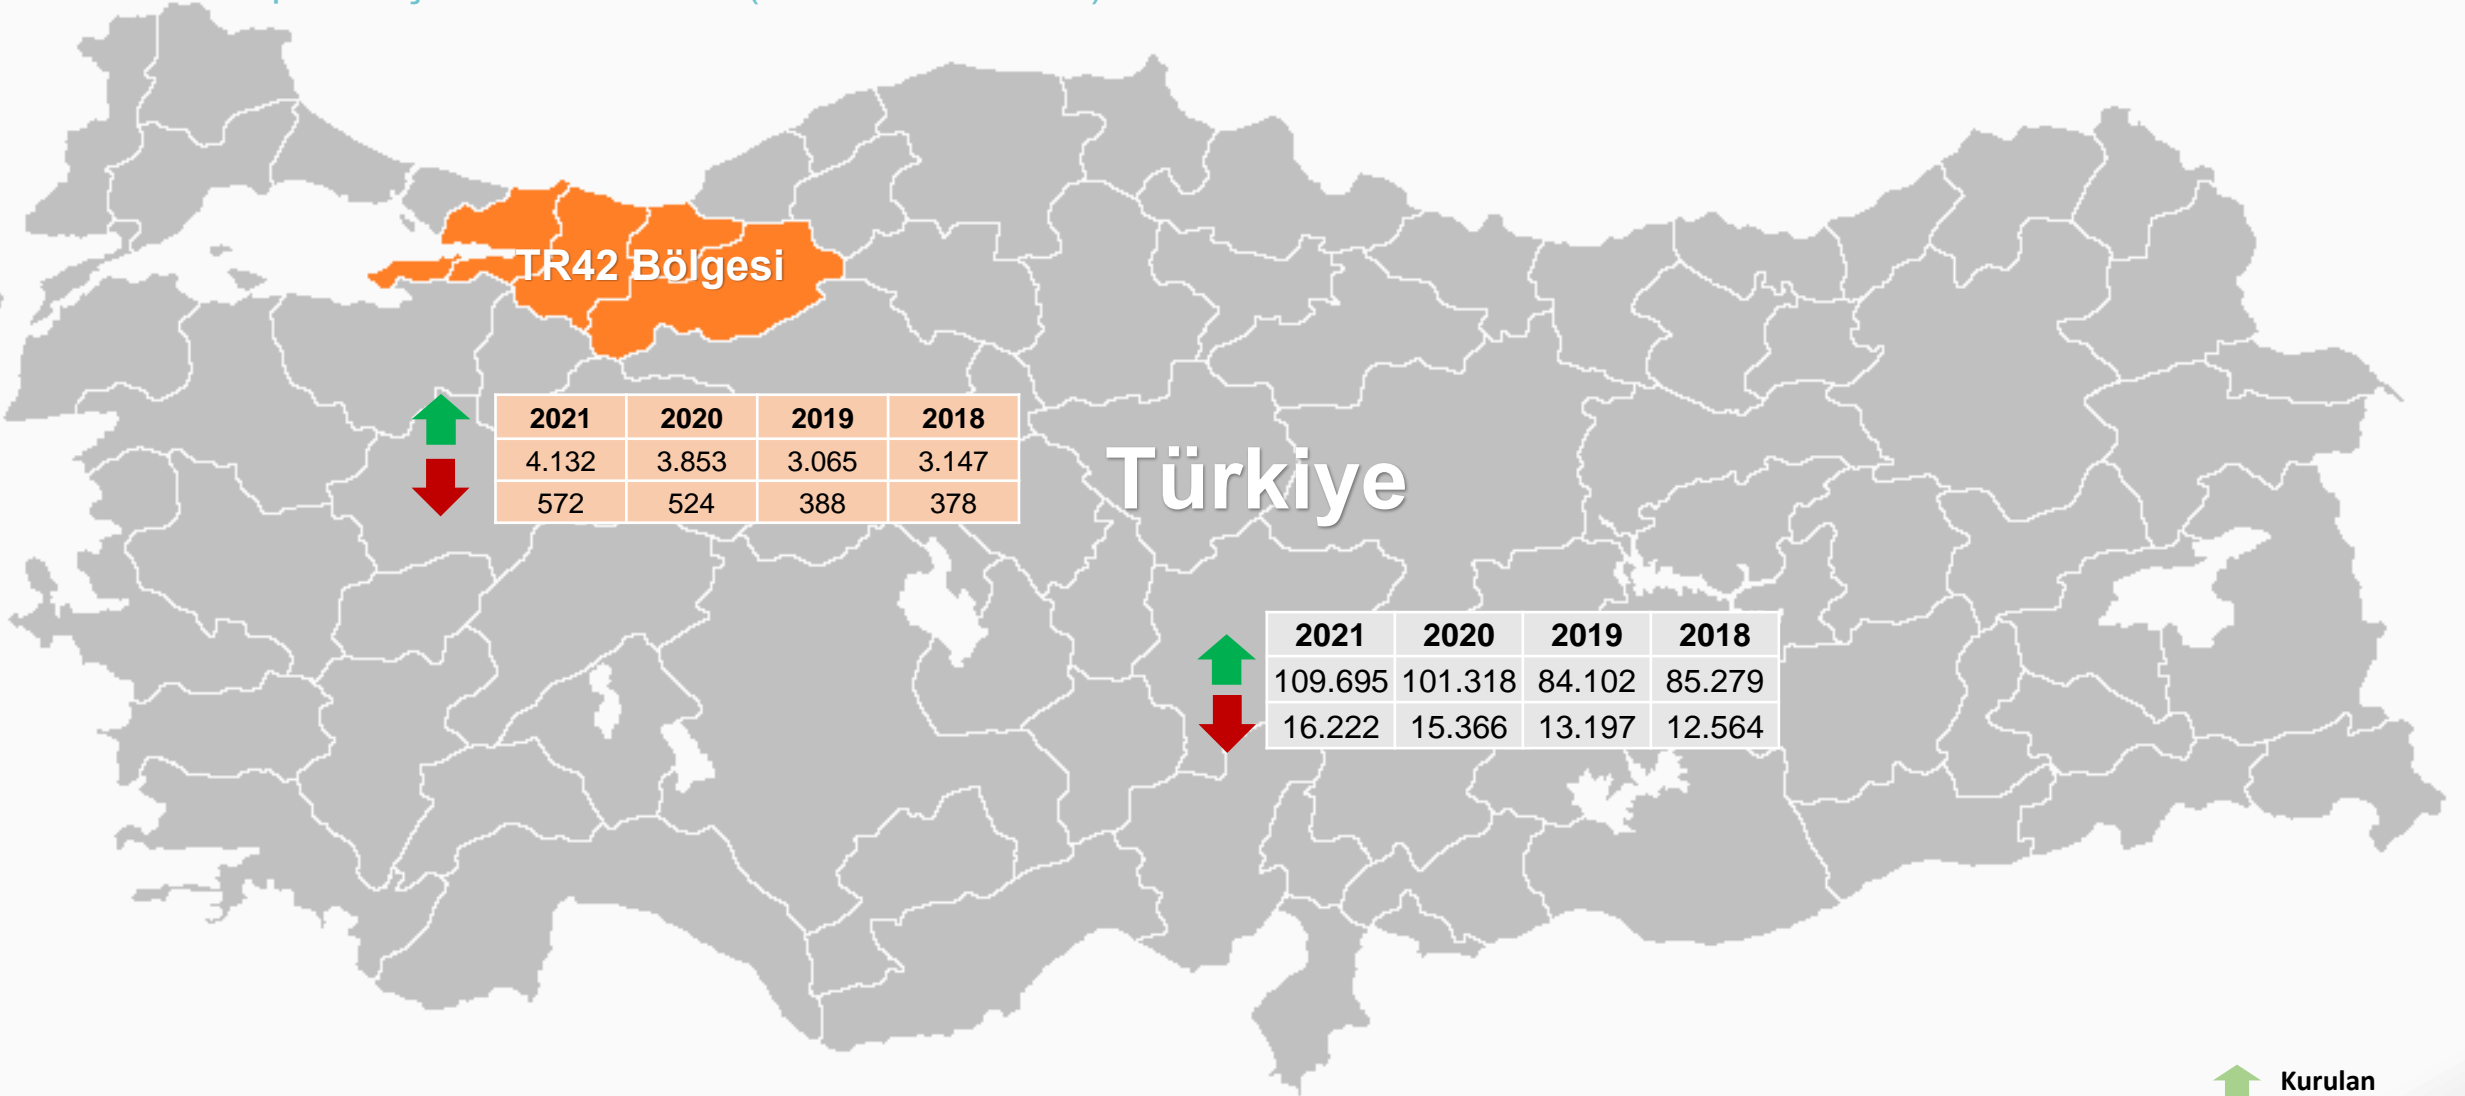 TR42 Bölgesi
2021 2020 2019 2018
4.132 3.853 3.065 3.147
572 524 388 378
Türkiye
2021 2020 2019 2018
109.695 101.318 84.102 85.279
16.222 15.366 13.197 12.564
Kurulan